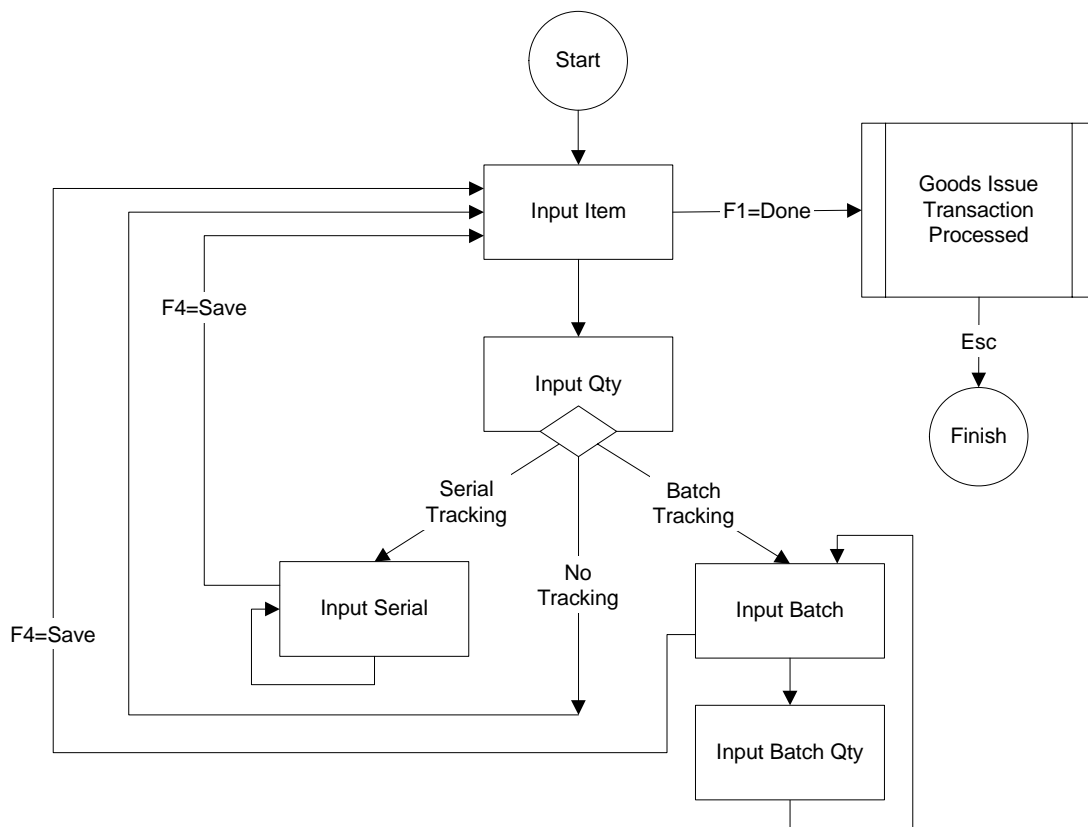 Start
Input Item
F1=Done
Goods Issue
Transaction
Processed
F4=Save
Esc
Input Qty
Finish
Serial
Tracking
Batch
Tracking
No
Tracking
Input Serial
Input Batch
F4=Save
Input Batch Qty